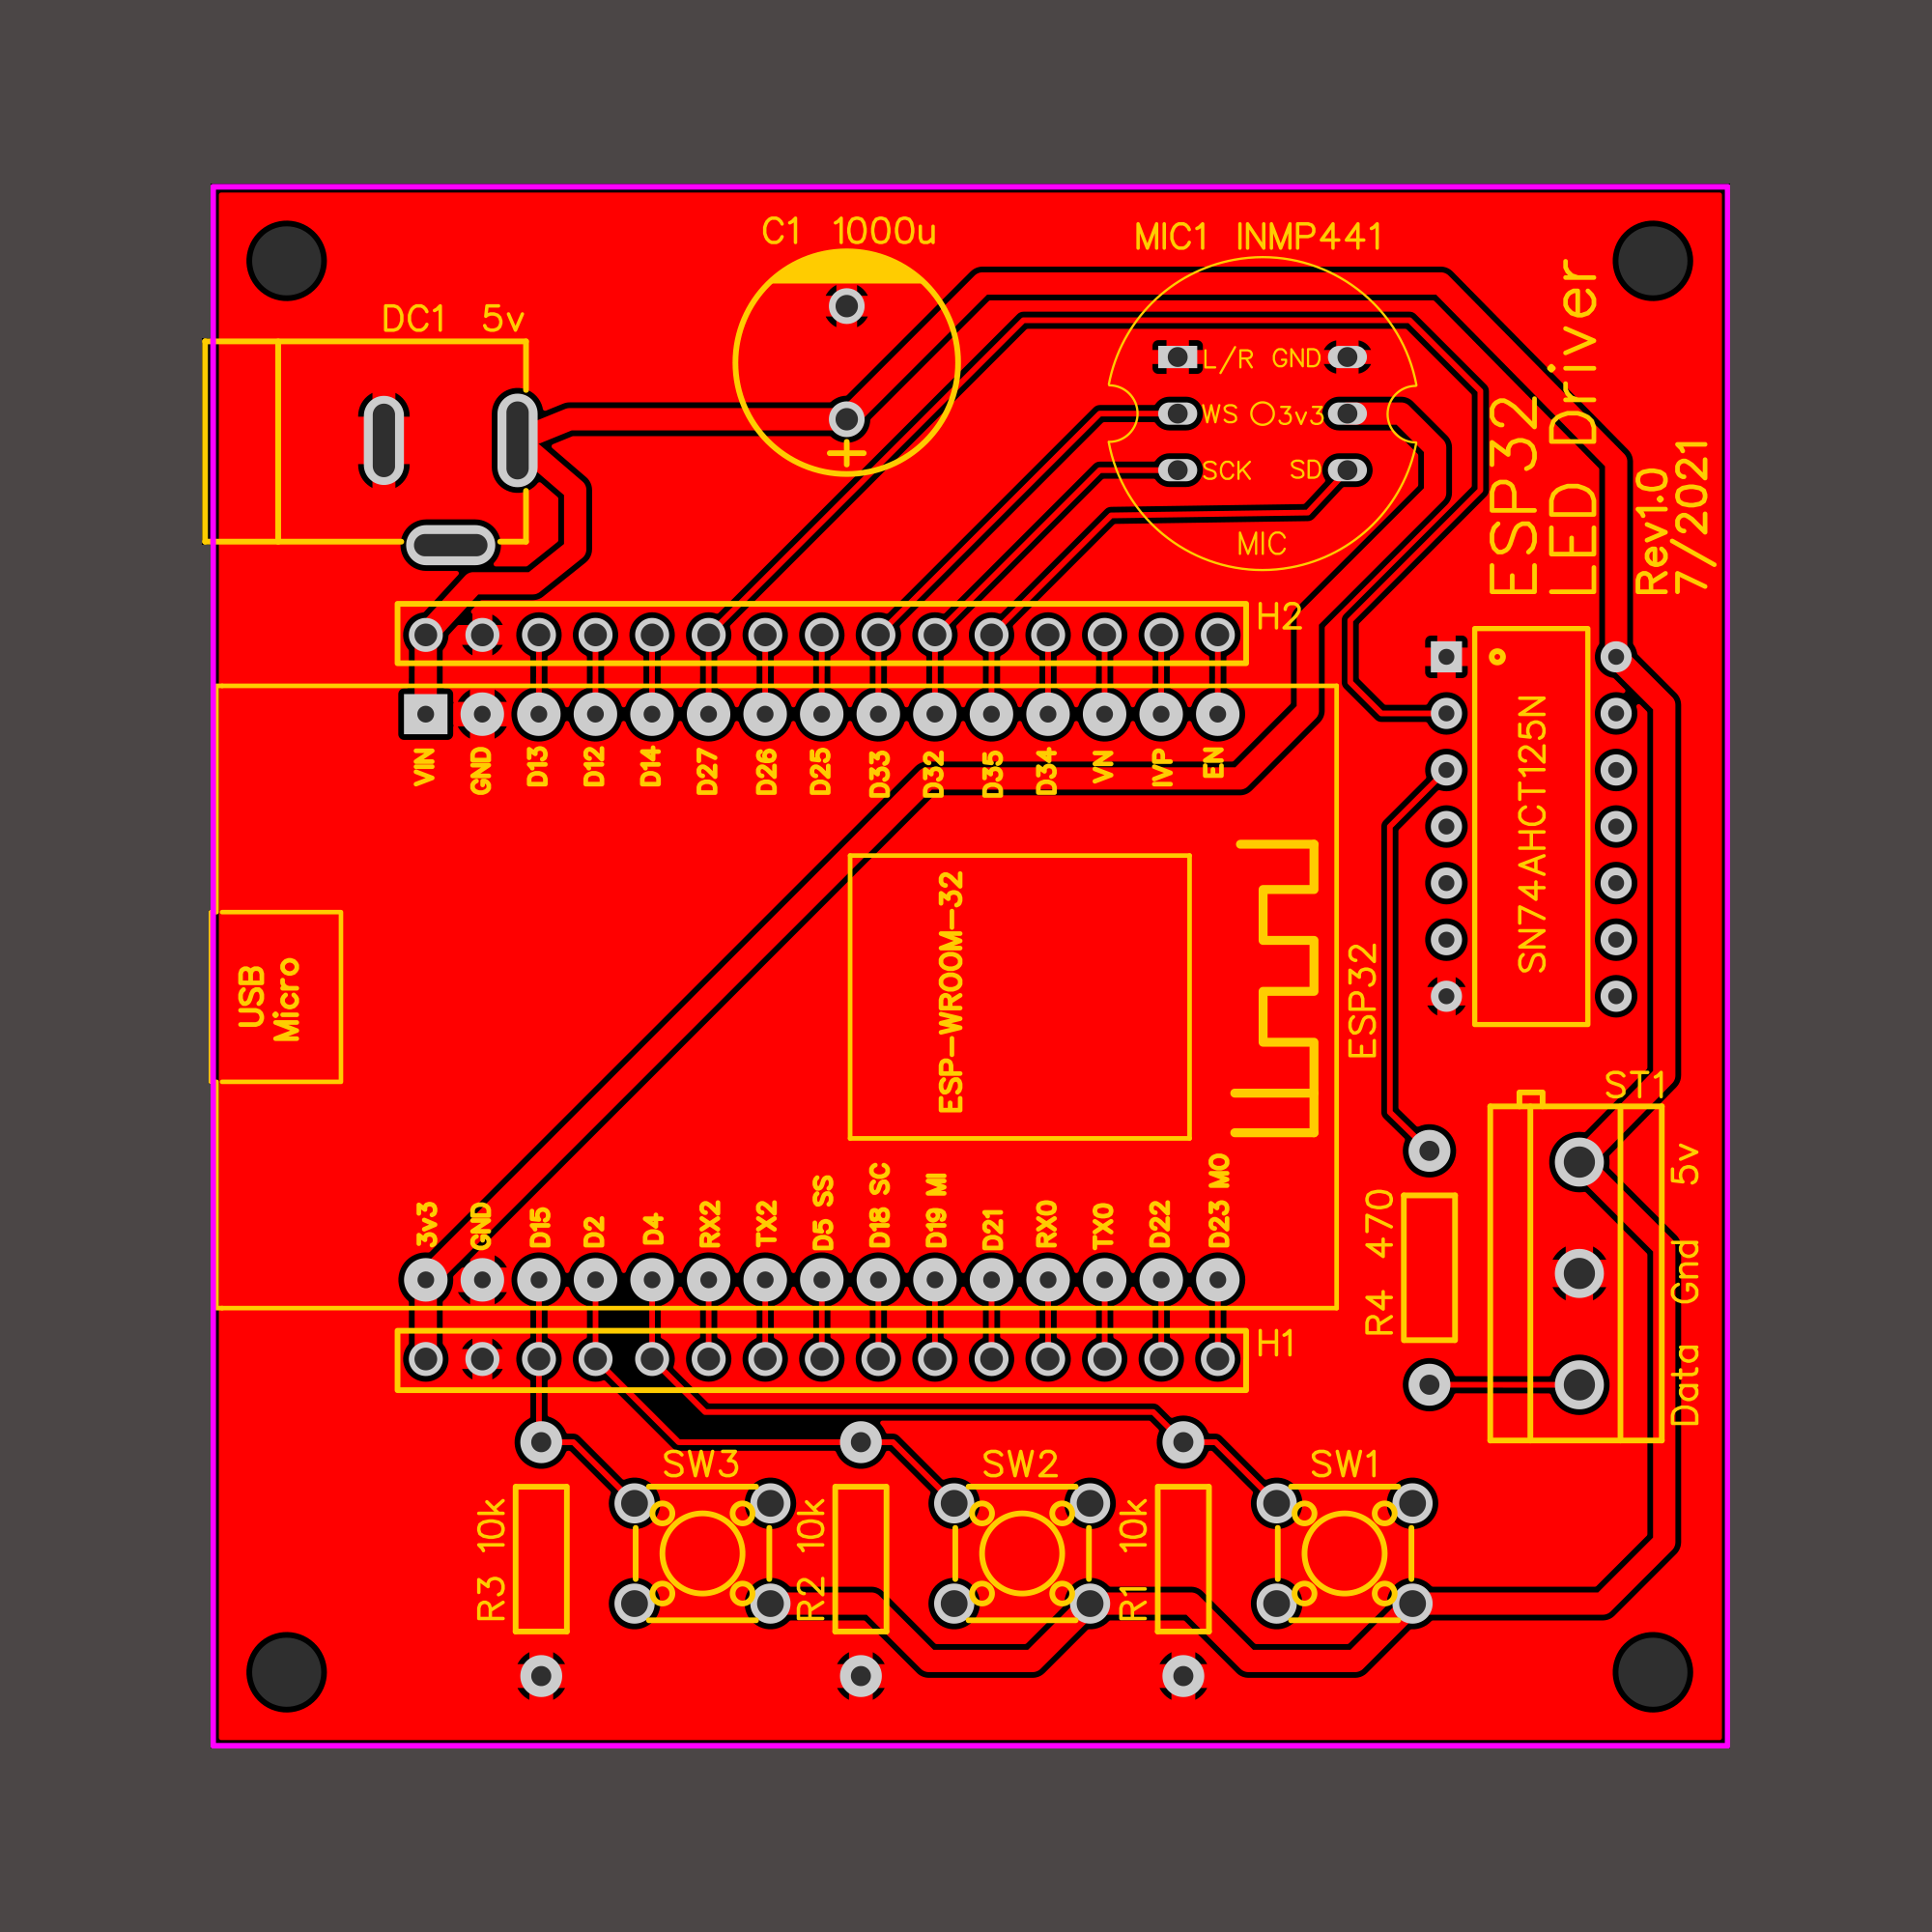 C1 1000u
MIC1 INMP441
DC1 5v
L/R GND
WS 3v3
SCK SD
MIC
ESP32
LED Driver
Rev1.0
7/2021
H2
VIN
GND
D13
D12
D14
D27
D26
D25
D33
D32
D35
D34
VN
VP
EN
SN74AHCT125N
USB
Micro
ESP-WROOM-32
ESP32
ST1
5v
Gnd
Data
R4 470
3v3
GND
D15
D2
D4
RX2
TX2
D5 SS
D18 SC
D19 MI
D21
RX0
TX0
D22
D23 MO
H1
SW3
SW2
SW1
R3 10k
R2 10k
R1 10k